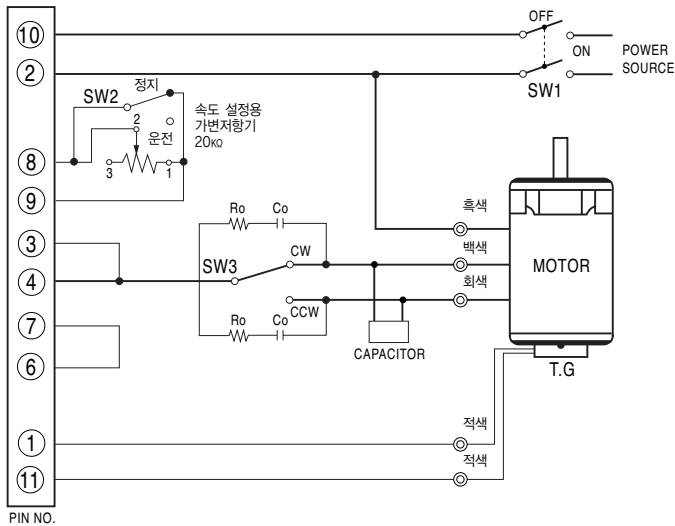 OFF
10
ON
POWER
SOURCE
2
SW1
정지
SW2
속도 설정용
가변저항기
20KΩ
2
운전
8
3
1
9
흑색
Ro
Co
3
백색
CW
SW3
MOTOR
4
회색
CCW
7
Ro
Co
CAPACITOR
6
T.G
적색
1
적색
11
PIN NO.